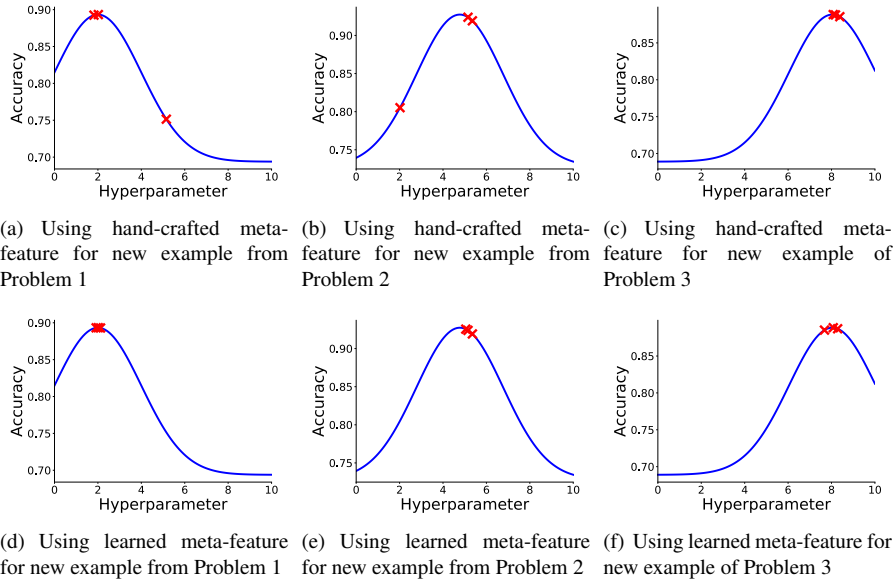 0.90
0.85
0.80
0.75
0.70
Accuracy
0 2 4 6 8 10
Hyperparameter
0.90
0.85
0.80
0.75
Accuracy
0 2 4 6 8 10
Hyperparameter
0.85
0.80
0.75
0.70
Accuracy
0 2 4 6 8 10
Hyperparameter
(a) Using hand-crafted meta-
feature for new example from
Problem 1
(b) Using hand-crafted meta-
feature for new example from
Problem 2
(c) Using hand-crafted meta-
feature for new example of
Problem 3
0.90
0.85
0.80
0.75
0.70
Accuracy
0 2 4 6 8 10
Hyperparameter
0.90
0.85
0.80
0.75
Accuracy
0 2 4 6 8 10
Hyperparameter
0.85
0.80
0.75
0.70
Accuracy
0 2 4 6 8 10
Hyperparameter
(d) Using learned meta-feature
for new example from Problem 1
(e) Using learned meta-feature
for new example from Problem 2
(f) Using learned meta-feature for
new example of Problem 3